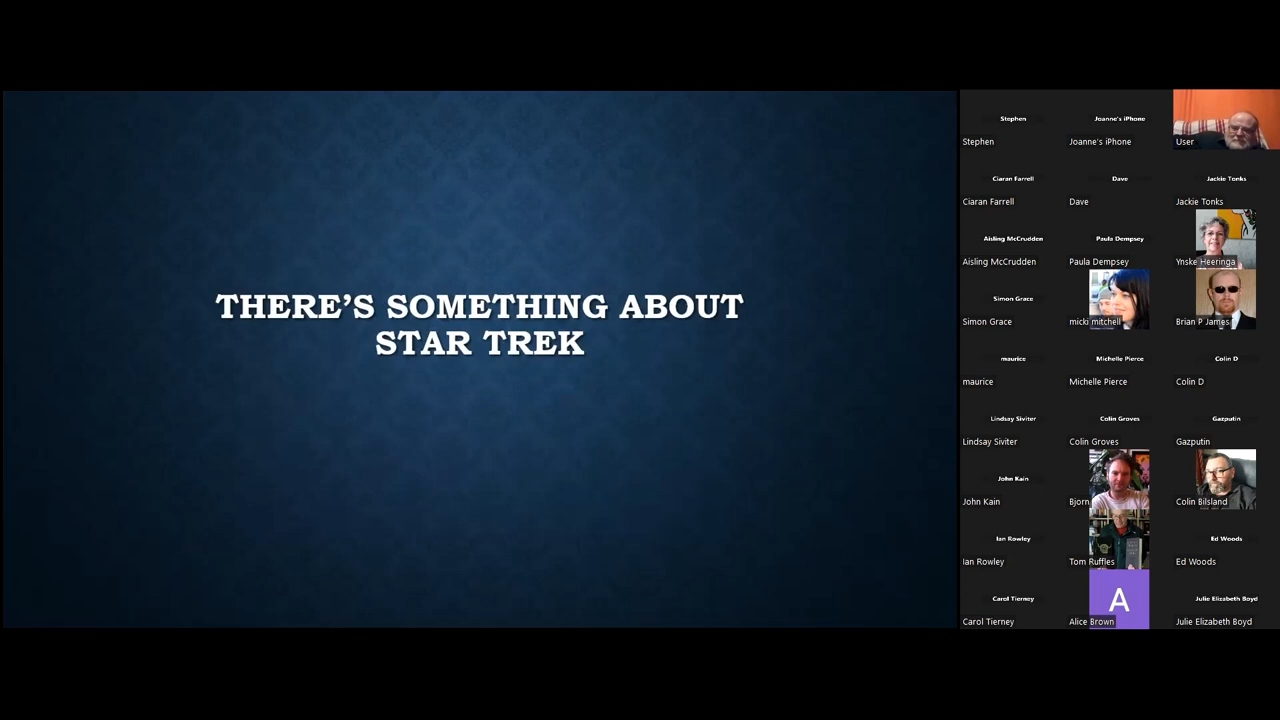 THERE'S SOMETHING ABOUT
STAR TREK
Stephen
Stephen
Joanne's iPhone
Joanne's iPhone
User
Ciaran Farrell
Ciaran Farrell
Dave
Dave
Jackie Tonks
Jackie Tonks
Aisling McCrudden
Aisling McCrudden
Paula Dempsey
Paula Dempsey
Ynske Heeringa
Simon Grace
Simon Grace
micki mitchell
Brian P James
maurice
maurice
Michelle Pierce
Michelle Pierce
Colin D
Colin D
Lindsay Siviter
Lindsay Siviter
Colin Groves
Colin Groves
Gazputin
Gazputin
John Kain
John Kain
Bjorn
Colin Bilsland
Ian Rowley
Ian Rowley
Tom Ruffles
Ed Woods
Ed Woods
Carol Tierney
Carol Tierney
A
Alice Brown
Julie Elizabeth Boyd
Julie Elizabeth Boyd